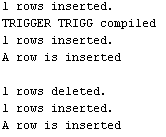 1 rows inserted.
TRIGGER TRIGG compiled
1 rows inserted.
A row is inserted
1 rows deleted.
1 rows inserted.
A row is inserted